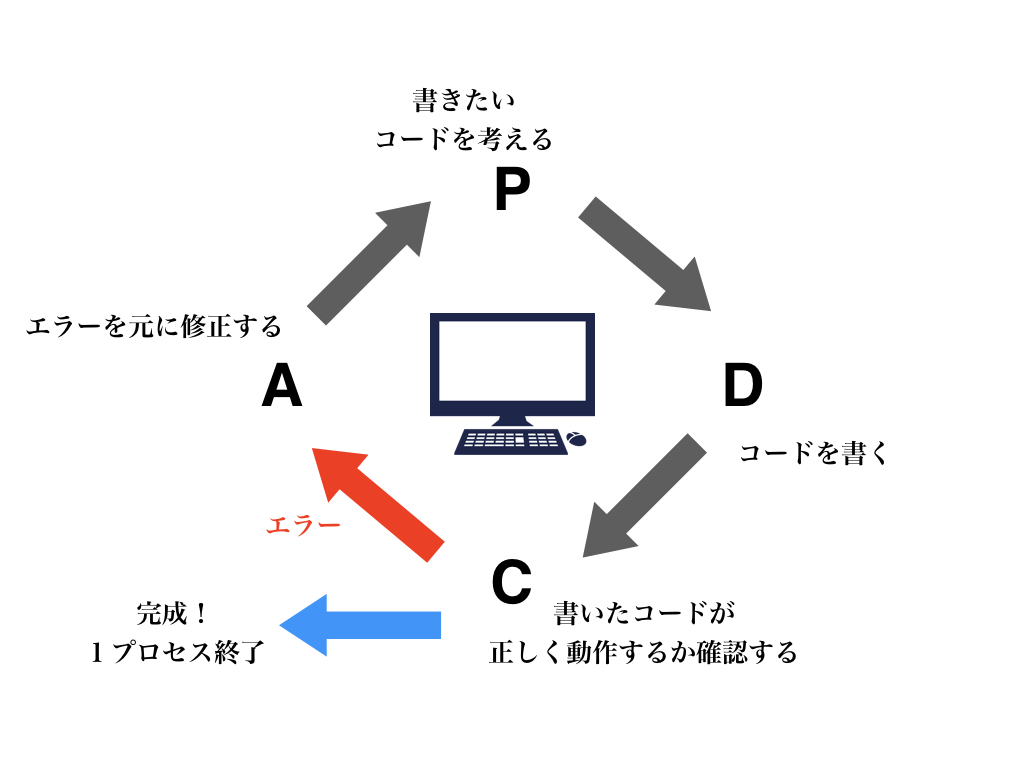 書きたい
コードを考える
P
エラーを元に修正する
A
D
コードを書く
エラー
C
書いたコードが
正しく動作するか確認する
完成！
1 プロセス終了